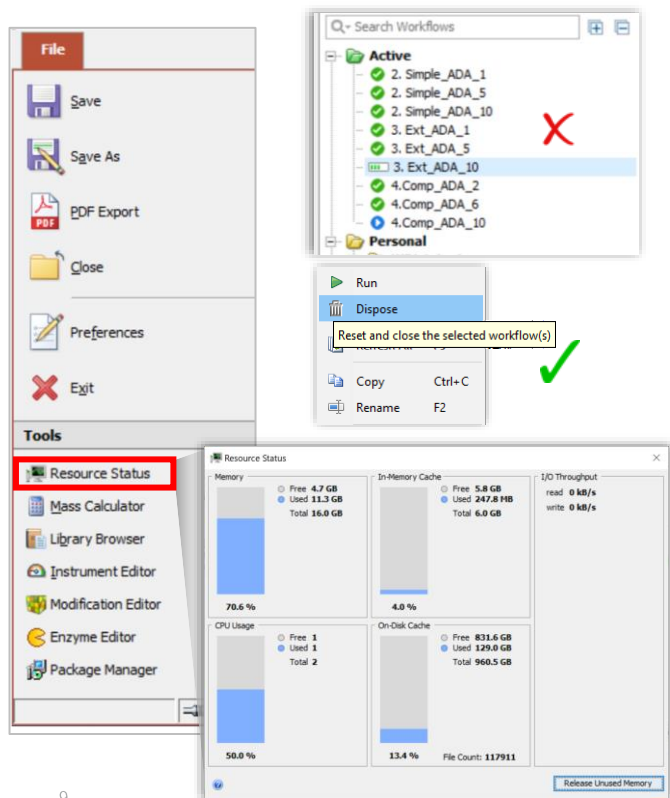 File
Save
Save As
PDF Export
Close
Preferences
Exit
Tools
Resource Status
Mass Calculator
Library Browser
Instrument Editor
Modification Editor
Enzyme Editor
Package Manager
Search Workflows
Active
2. Simple_ADA_1
2. Simple_ADA_5
2. Simple_ADA_10
3. Ext_ADA_1
3. Ext_ADA_5
3. Ext_ADA_10
4.Comp_ADA_2
4.Comp_ADA_6
4.Comp_ADA_10
Personal
Run
Dispose
Reset and close the selected workflow(s)
Copy Ctrl+C
Rename F2
Resource Status
Memory
Free 4.7 GB
Used 11.3 GB
Total 16.0 GB
70.6 %
In-Memory Cache
Free 5.8 GB
Used 247.8 MB
Total 6.0 GB
4.0 %
I/O Throughput
read 0 kB/s
write 0 kB/s
CPU Usage
Free 1
Used 1
Total 2
50.0 %
On-Disk Cache
Free 831.6 GB
Used 129.0 GB
Total 960.5 GB
13.4 % File Count: 117911
Release Unused Memory